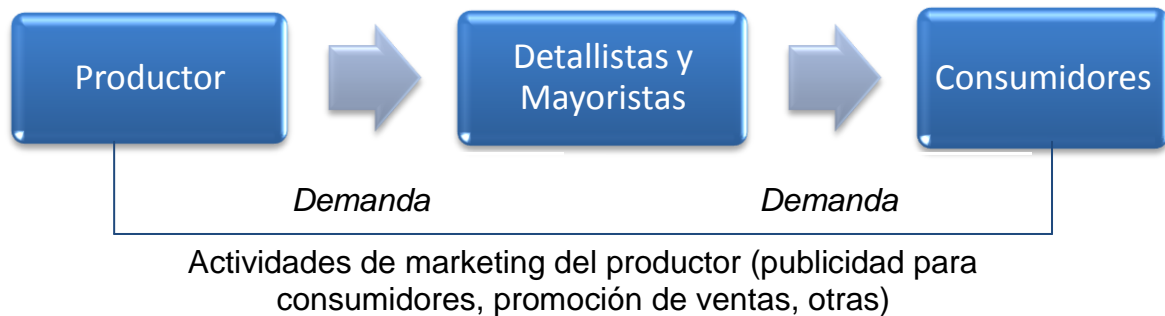 Productor
Detallistas y
Mayoristas
Consumidores
Demanda
Demanda
Actividades de marketing del productor (publicidad para
consumidores, promoción de ventas, otras)